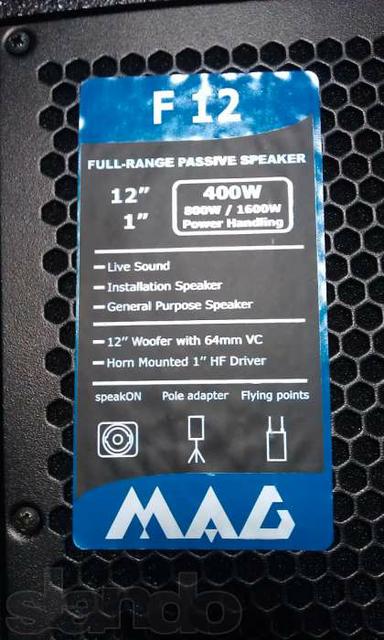 F 12
FULL-RANGE PASSIVE SPEAKER
12"
1"
400W
800W / 1600W
Power Handling
— Live Sound
— Installation Speaker
— General Purpose Speaker
— 12" Woofer with 64mm VC
— Horn Mounted 1" HF Driver
speakON Pole adapter Flying points
MAG
slando